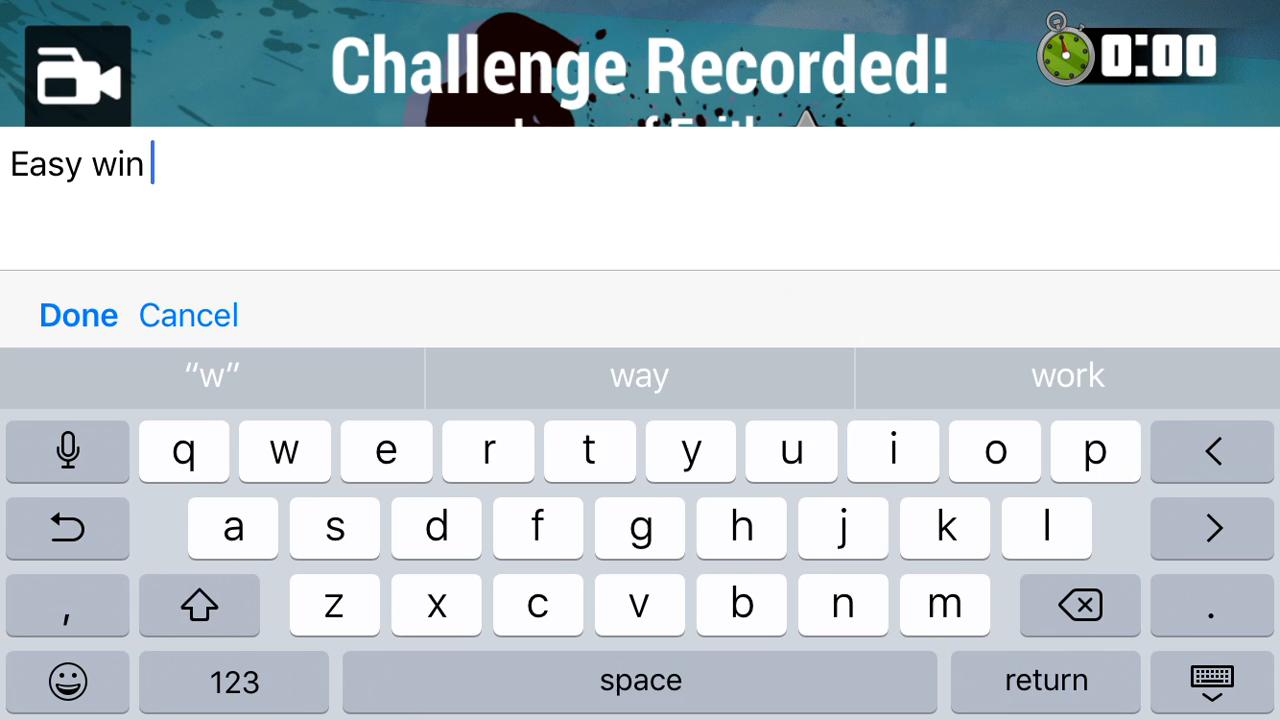 Challenge Recorded!
0:00
Easy win
Done Cancel
"w" way work
q w e r t y u i o p <
a s d f g h j k l >
, z x c v b n m .
123 space return